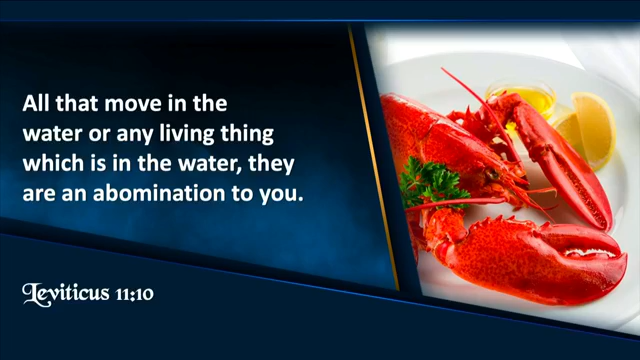 All that move in the
water or any living thing
which is in the water, they
are an abomination to you.
Leviticus 11:10